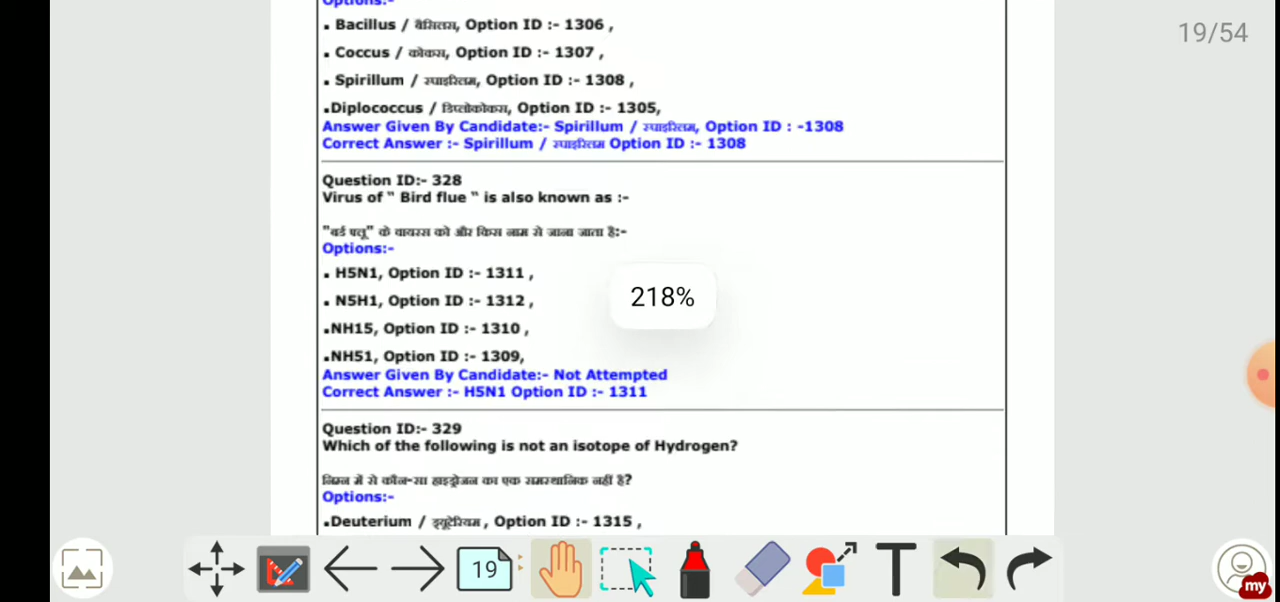 Options:-
19/54
. Bacillus / बैसिलस, Option ID :- 1306 ,
. Coccus / कोकस, Option ID :- 1307 ,
. Spirillum / स्पाइरिलम, Option ID :- 1308 ,
.Diplococcus / डिप्लोकोकस, Option ID :- 1305,
Answer Given By Candidate:- Spirillum / स्पाइरिलम, Option ID : -1308
Correct Answer :- Spirillum / स्पाइरिलम Option ID :- 1308
Question ID:- 328
Virus of " Bird flue " is also known as :-
"बर्ड फ्लू" के वायरस को और किस नाम से जाना जाता है:-
Options:-
. H5N1, Option ID :- 1311 ,
218%
. N5H1, Option ID :- 1312 ,
.NH15, Option ID :- 1310 ,
.NH51, Option ID :- 1309,
Answer Given By Candidate:- Not Attempted
Correct Answer :- H5N1 Option ID :- 1311
Question ID:- 329
Which of the following is not an isotope of Hydrogen?
निम्न में से कौन-सा हाइड्रोजन का एक समस्थानिक नहीं है?
Options:-
.Deuterium / ड्यूटेरियम , Option ID :- 1315 ,
19
T
my